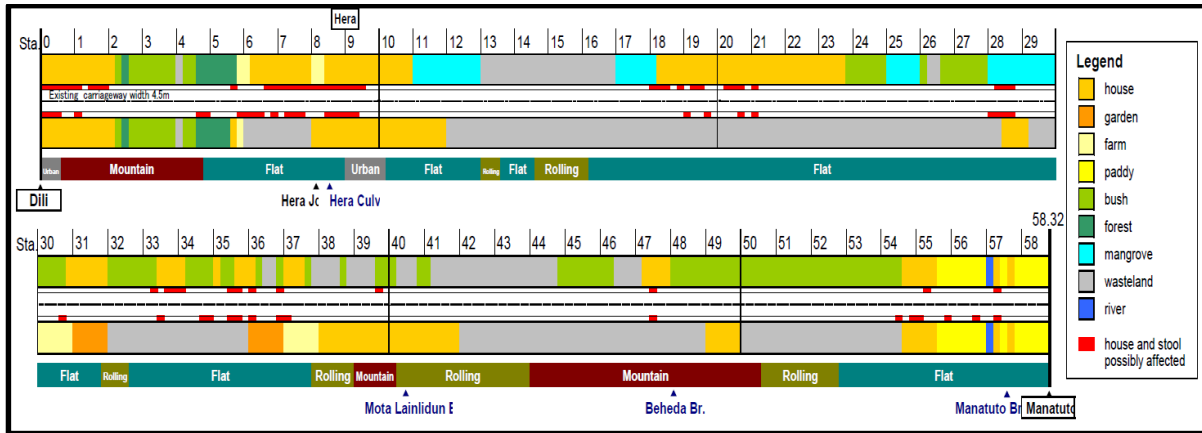 Hera
Sta. 0 1 2 3 4 5 6 7 8 9 10 11 12 13 14 15 16 17 18 19 20 21 22 23 24 25 26 27 28 29
Existing carriageway width 4.5m
Urban Mountain Flat Urban Flat Rolling Flat Rolling Flat
Dili Hera Jc Hera Culv
Sta. 30 31 32 33 34 35 36 37 38 39 40 41 42 43 44 45 46 47 48 49 50 51 52 53 54 55 56 57 58
58.32
Flat Rolling Flat Rolling Mountain Rolling Mountain Rolling Flat
Mota Lainlidun B Beheda Br. Manatuto Br Manatuto
Legend
house
garden
farm
paddy
bush
forest
mangrove
wasteland
river
house and stool
possibly affected